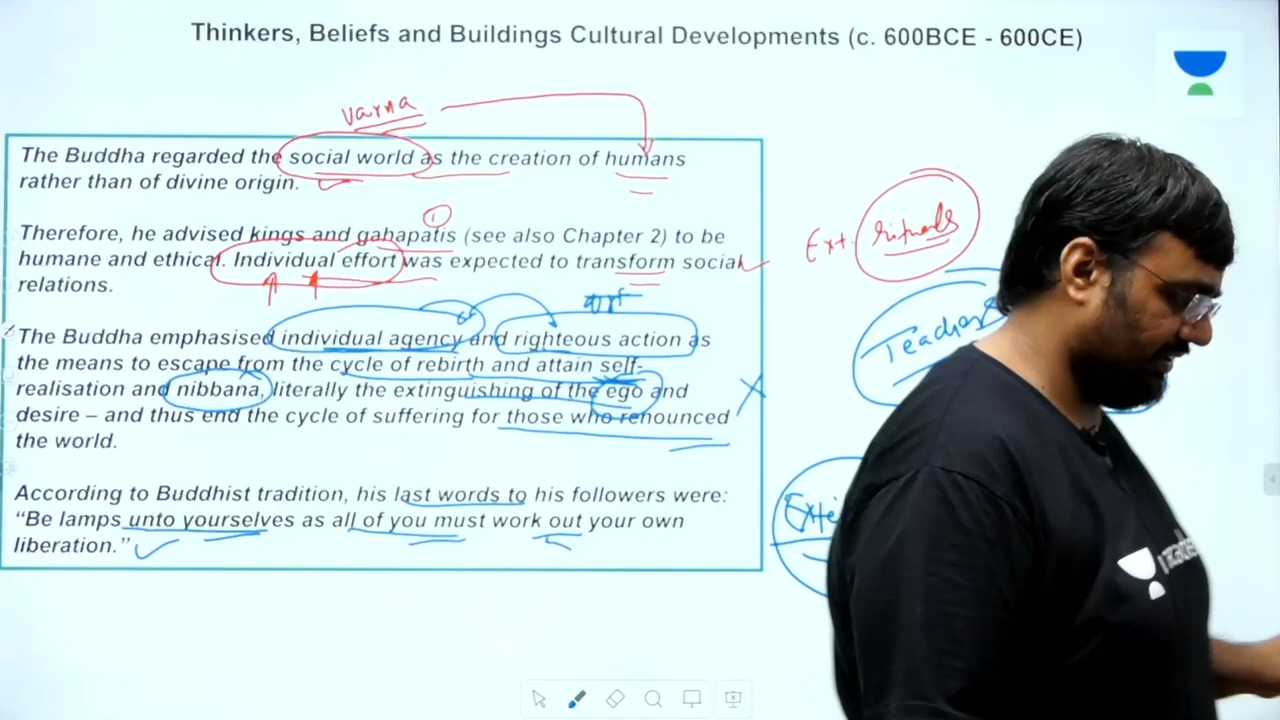 Thinkers, Beliefs and Buildings Cultural Developments (c. 600BCE - 600CE)
varna
The Buddha regarded the social world as the creation of humans
rather than of divine origin.
①
Therefore, he advised kings and gahapatis (see also Chapter 2) to be
humane and ethical. Individual effort was expected to transform social
relations.
Ext. rituals
The Buddha emphasised individual agency and righteous action as
the means to escape from the cycle of rebirth and attain self-
realisation and nibbana, literally the extinguishing of the ego and
desire – and thus end the cycle of suffering for those who renounced
the world.
According to Buddhist tradition, his last words to his followers were:
“Be lamps unto yourselves as all of you must work out your own
liberation.”